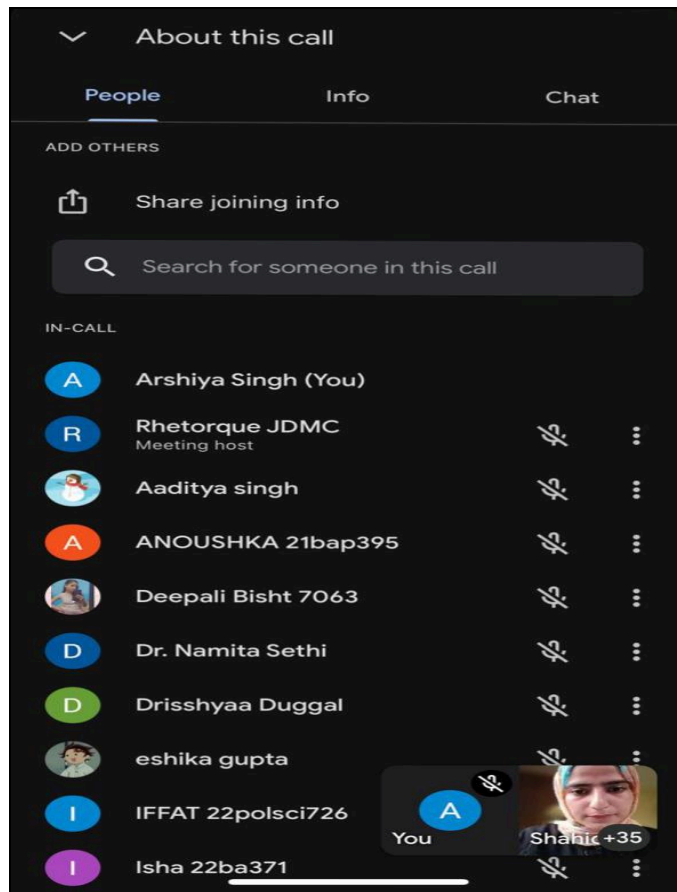 About this call
People Info Chat
ADD OTHERS
Share joining info
Search for someone in this call
IN-CALL
A Arshiya Singh (You)
R Rhetorque JDMC
Meeting host
Aaditya singh
A ANOUSHKA 21bap395
Deepali Bisht 7063
D Dr. Namita Sethi
D Drisshyaa Duggal
eshika gupta
I IFFAT 22polsci726
A
You Shahid +35
I Isha 22ba371